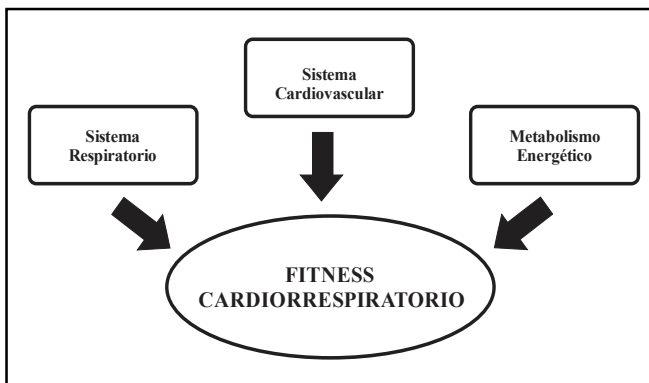 Sistema
Cardiovascular
Sistema
Respiratorio
Metabolismo
Energético
FITNESS
CARDIORRESPIRATORIO